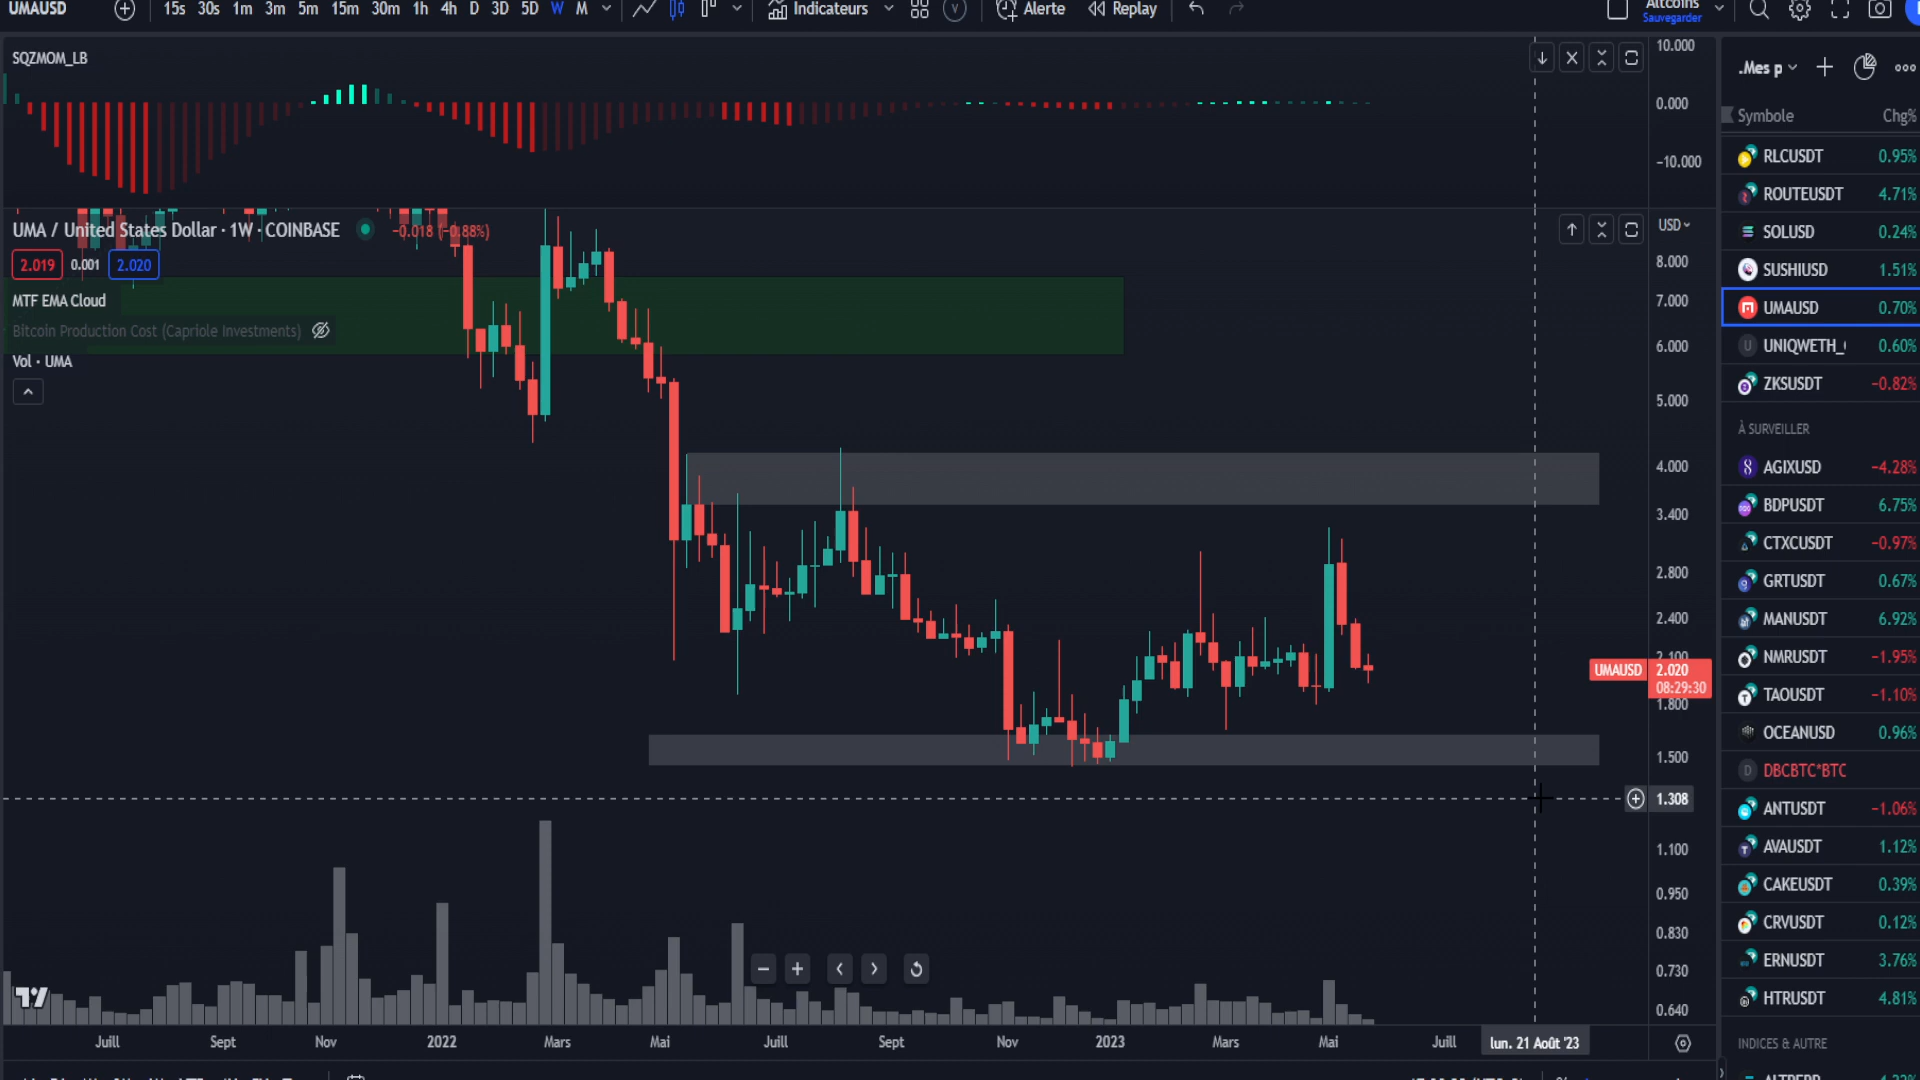 UMAUSD 15s 30s 1m 3m 5m 15m 30m 1h 4h D 3D 5D W M Indicateurs Alerte Replay Altcoins
Sauvegarder
SQZMOM_LB
10.000
0.000
−10.000
UMA / United States Dollar · 1W · COINBASE −0.018 (−0.88%)
2.019 0.001 2.020
MTF EMA Cloud
Bitcoin Production Cost (Capriole Investments)
Vol · UMA
USD
8.000
7.000
6.000
5.000
4.000
3.400
2.800
2.400
2.100
UMAUSD 2.020
08:29:30
1.800
1.500
1.308
1.100
0.950
0.830
0.730
0.640
Juill Sept Nov 2022 Mars Mai Juill Sept Nov 2023 Mars Mai Juill lun. 21 Août '23
.Mes p
Symbole Chg%
RLCUSDT 0.95%
ROUTEUSDT 4.71%
SOLUSD 0.24%
SUSHIUSD 1.51%
UMAUSD 0.70%
UNIQWETH_ 0.60%
ZKSUSDT −0.82%
À SURVEILLER
AGIXUSD −4.28%
BDPUSDT 6.75%
CTXCUSDT −0.97%
GRTUSDT 0.67%
MANUSDT 6.92%
NMRUSDT −1.95%
TAOUSDT −1.10%
OCEANUSD 0.96%
D DBCBTC*BTC
ANTUSDT −1.06%
AVAUSDT 1.12%
CAKEUSDT 0.39%
CRVUSDT 0.12%
ERNUSDT 3.76%
HTRUSDT 4.81%
INDICES & AUTRE